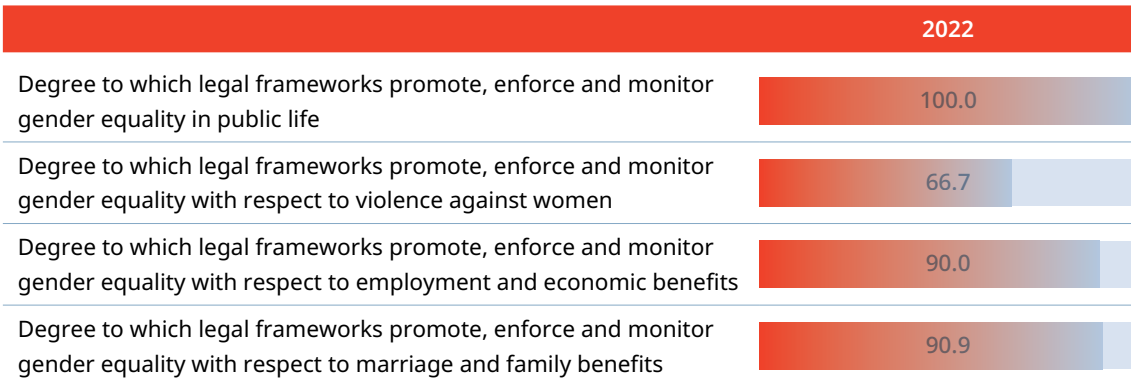 2022
Degree to which legal frameworks promote, enforce and monitor
gender equality in public life
100.0
Degree to which legal frameworks promote, enforce and monitor
gender equality with respect to violence against women
66.7
Degree to which legal frameworks promote, enforce and monitor
gender equality with respect to employment and economic benefits
90.0
Degree to which legal frameworks promote, enforce and monitor
gender equality with respect to marriage and family benefits
90.9